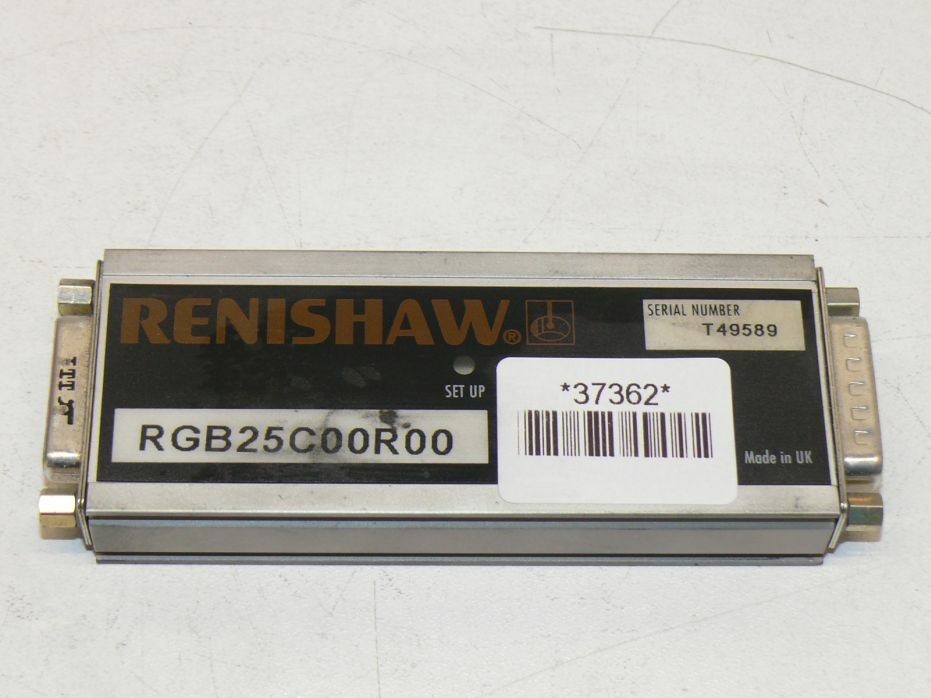 RENISHAW®
SERIAL NUMBER
T49589
SET UP
*37362*
RGB25C00R00
Made in UK